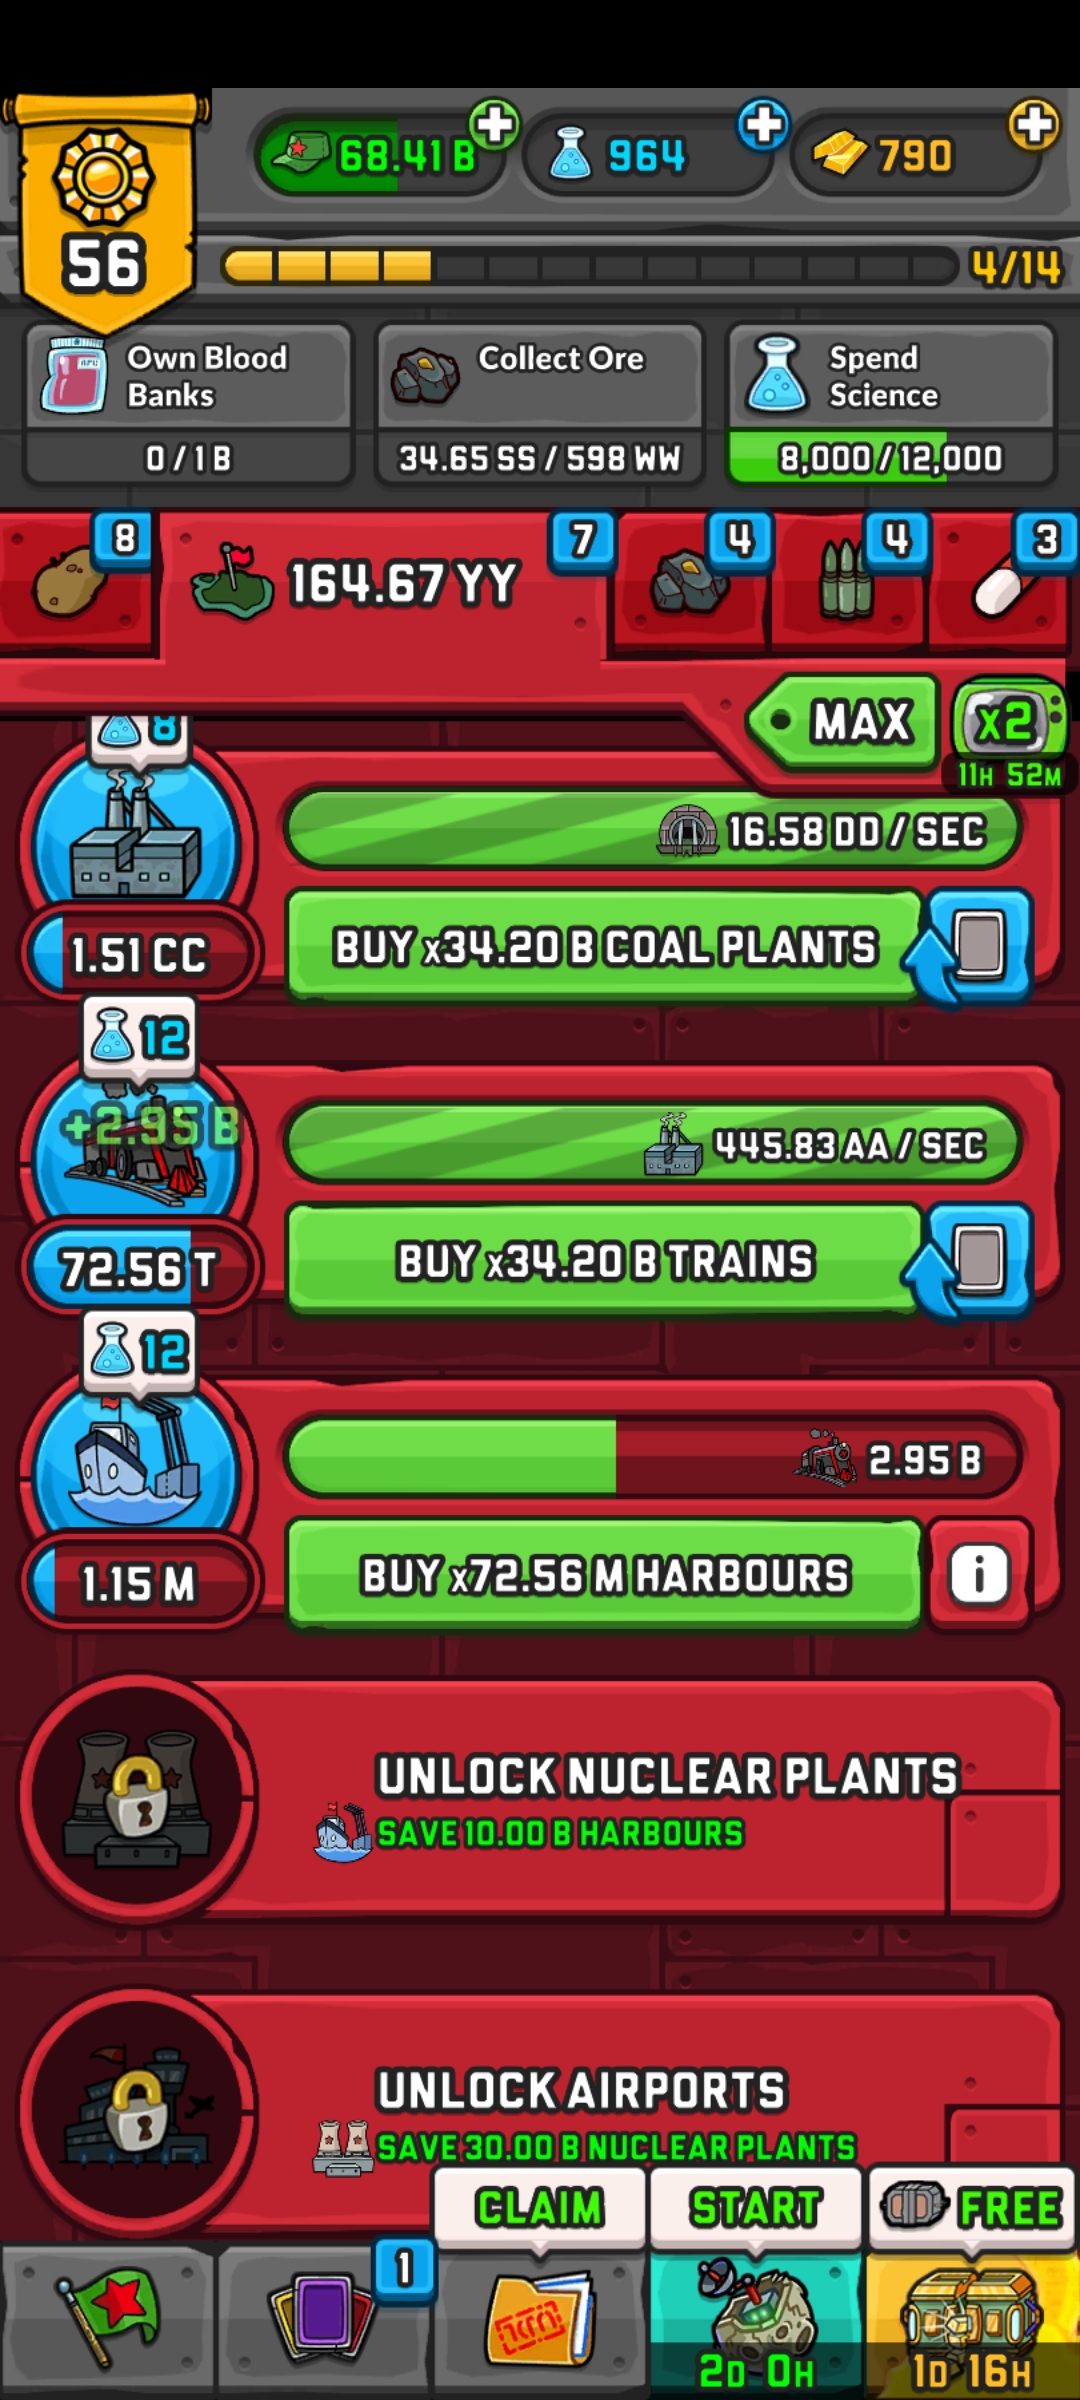 68.41 B
964
790
56
4/14
Own Blood
Banks
0 / 1 B
Collect Ore
34.65 SS / 598 WW
Spend
Science
8,000 / 12,000
8
164.67 YY
7
4
4
3
MAX
x2
11H 52M
8
16.58 DD / SEC
BUY x34.20 B COAL PLANTS
1.51 CC
12
+2.95 B
445.83 AA / SEC
BUY x34.20 B TRAINS
72.56 T
12
2.95 B
BUY x72.56 M HARBOURS
i
1.15 M
UNLOCK NUCLEAR PLANTS
SAVE 10.00 B HARBOURS
UNLOCK AIRPORTS
SAVE 30.00 B NUCLEAR PLANTS
CLAIM
START
FREE
1
2D 0H
1D 16H